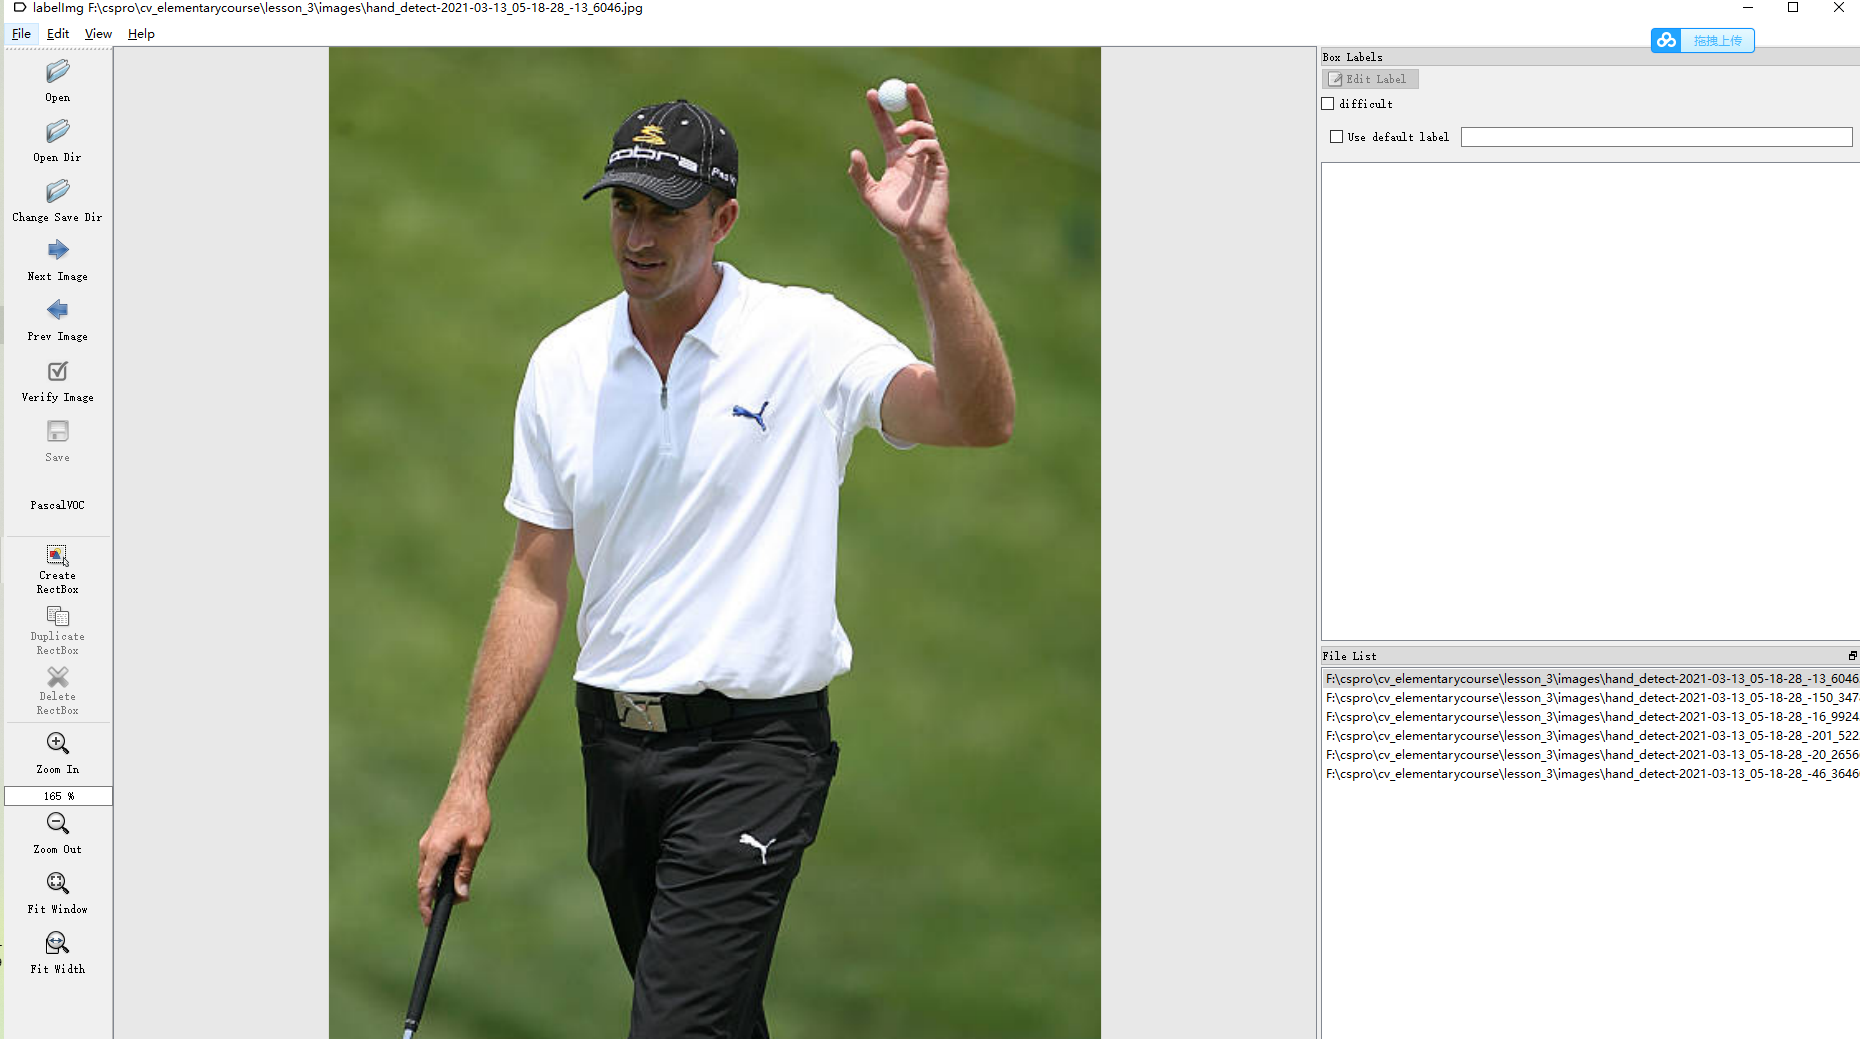 labelImg F:\cspro\cv_elementarycourse\lesson_3\images\hand_detect-2021-03-13_05-18-28_-13_6046.jpg
File Edit View Help
拖拽上传
Open
Open Dir
Change Save Dir
Next Image
Prev Image
Verify Image
Save
PascalVOC
Create
RectBox
Duplicate
RectBox
Delete
RectBox
Zoom In
165 %
Zoom Out
Fit Window
Fit Width
cobra
Box Labels
Edit Label
difficult
Use default label
File List
F:\cspro\cv_elementarycourse\lesson_3\images\hand_detect-2021-03-13_05-18-28_-13_6046
F:\cspro\cv_elementarycourse\lesson_3\images\hand_detect-2021-03-13_05-18-28_-150_347
F:\cspro\cv_elementarycourse\lesson_3\images\hand_detect-2021-03-13_05-18-28_-16_9924
F:\cspro\cv_elementarycourse\lesson_3\images\hand_detect-2021-03-13_05-18-28_-201_522
F:\cspro\cv_elementarycourse\lesson_3\images\hand_detect-2021-03-13_05-18-28_-20_2656
F:\cspro\cv_elementarycourse\lesson_3\images\hand_detect-2021-03-13_05-18-28_-46_3646